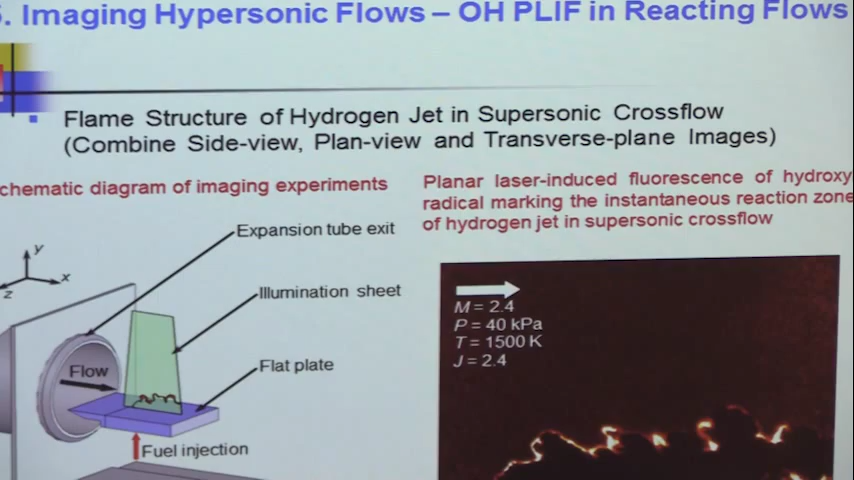 . Imaging Hypersonic Flows – OH PLIF in Reacting Flows
Flame Structure of Hydrogen Jet in Supersonic Crossflow
(Combine Side-view, Plan-view and Transverse-plane Images)
chematic diagram of imaging experiments
Planar laser-induced fluorescence of hydroxy
radical marking the instantaneous reaction zone
of hydrogen jet in supersonic crossflow
Expansion tube exit
y
x
z
Illumination sheet
Flow
Flat plate
Fuel injection
M = 2.4
P = 40 kPa
T = 1500 K
J = 2.4